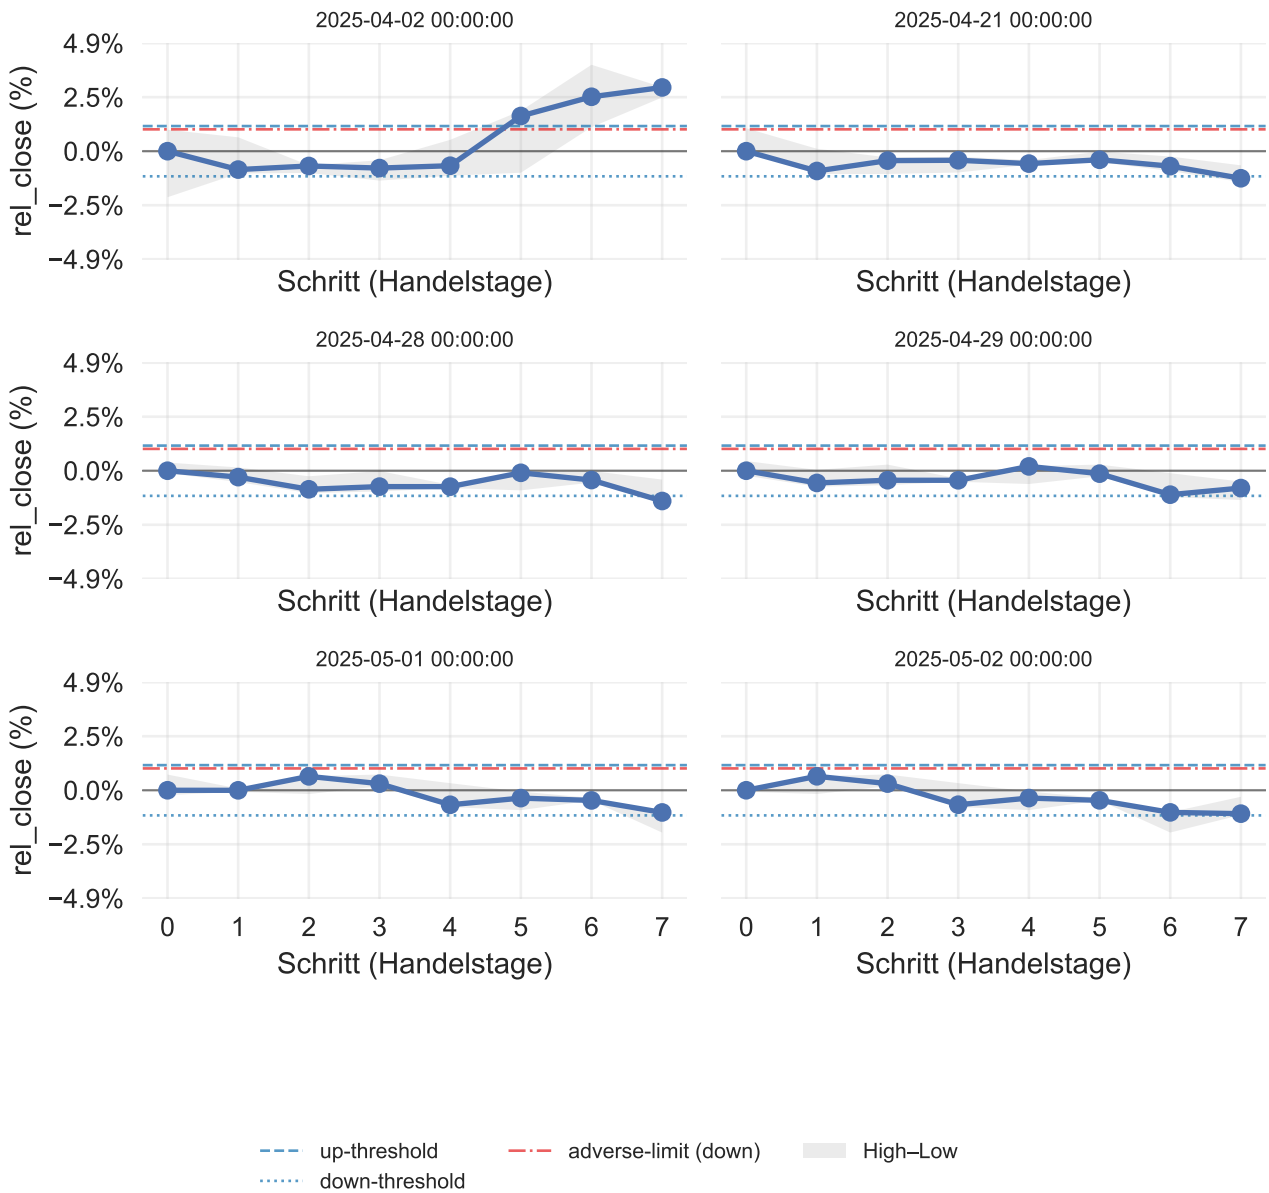 2025-04-02 00:00:00
2025-04-21 00:00:00
4.9%
2.5%
0.0%
−2.5%
−4.9%
rel_close (%)
Schritt (Handelstage)
Schritt (Handelstage)
2025-04-28 00:00:00
2025-04-29 00:00:00
4.9%
2.5%
0.0%
−2.5%
−4.9%
rel_close (%)
Schritt (Handelstage)
Schritt (Handelstage)
2025-05-01 00:00:00
2025-05-02 00:00:00
4.9%
2.5%
0.0%
−2.5%
−4.9%
rel_close (%)
0 1 2 3 4 5 6 7
0 1 2 3 4 5 6 7
Schritt (Handelstage)
Schritt (Handelstage)
up-threshold
down-threshold
adverse-limit (down)
High–Low